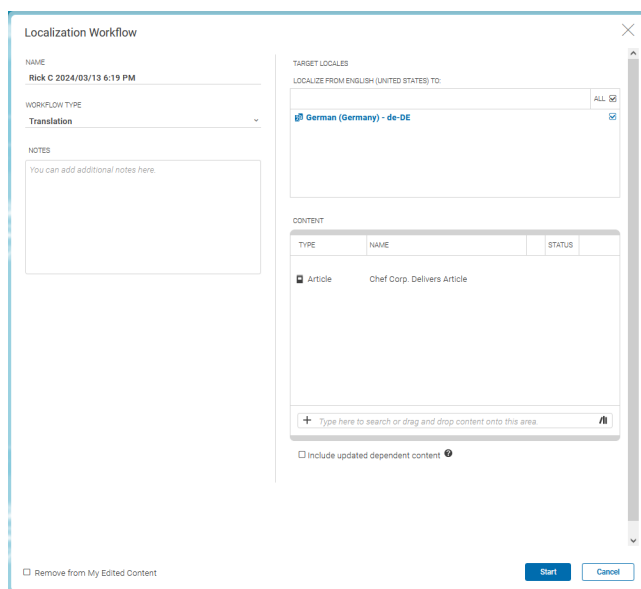 Localization Workflow
NAME
Rick C 2024/03/13 6:19 PM
WORKFLOW TYPE
Translation
NOTES
You can add additional notes here.
TARGET LOCALES
LOCALIZE FROM ENGLISH (UNITED STATES) TO:
ALL
German (Germany) - de-DE
CONTENT
TYPE NAME STATUS
Article Chef Corp. Delivers Article
Type here to search or drag and drop content onto this area.
Include updated dependent content
Remove from My Edited Content
Start Cancel